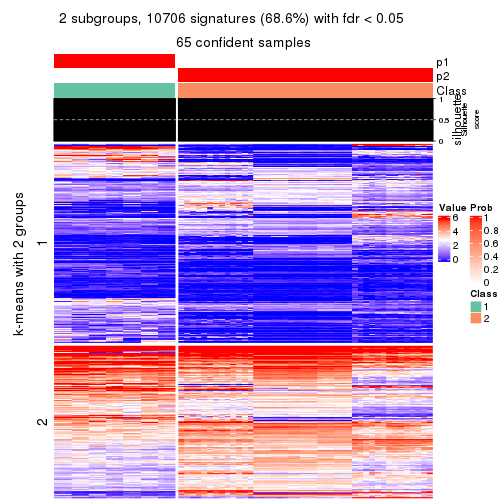 2 subgroups, 10706 signatures (68.6%) with fdr < 0.05
65 confident samples
p1
p2
Class
1
0.5
0
silhouette
Silhouette
score
k-means with 2 groups
1
2
Value
6
4
2
0
Prob
1
0.8
0.6
0.4
0.2
0
Class
1
2